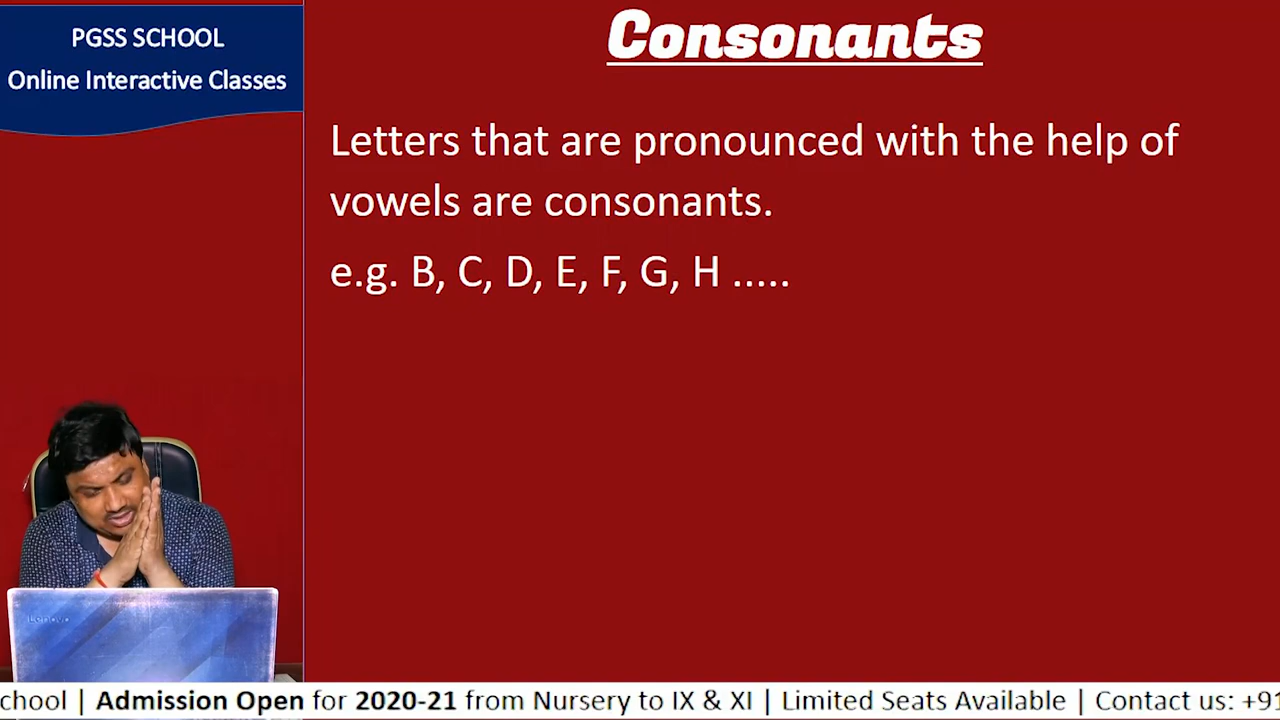 PGSS SCHOOL
Online Interactive Classes
Consonants
Letters that are pronounced with the help of
vowels are consonants.
e.g. B, C, D, E, F, G, H .....
Lenovo
chool | Admission Open for 2020-21 from Nursery to IX & XI | Limited Seats Available | Contact us: +91